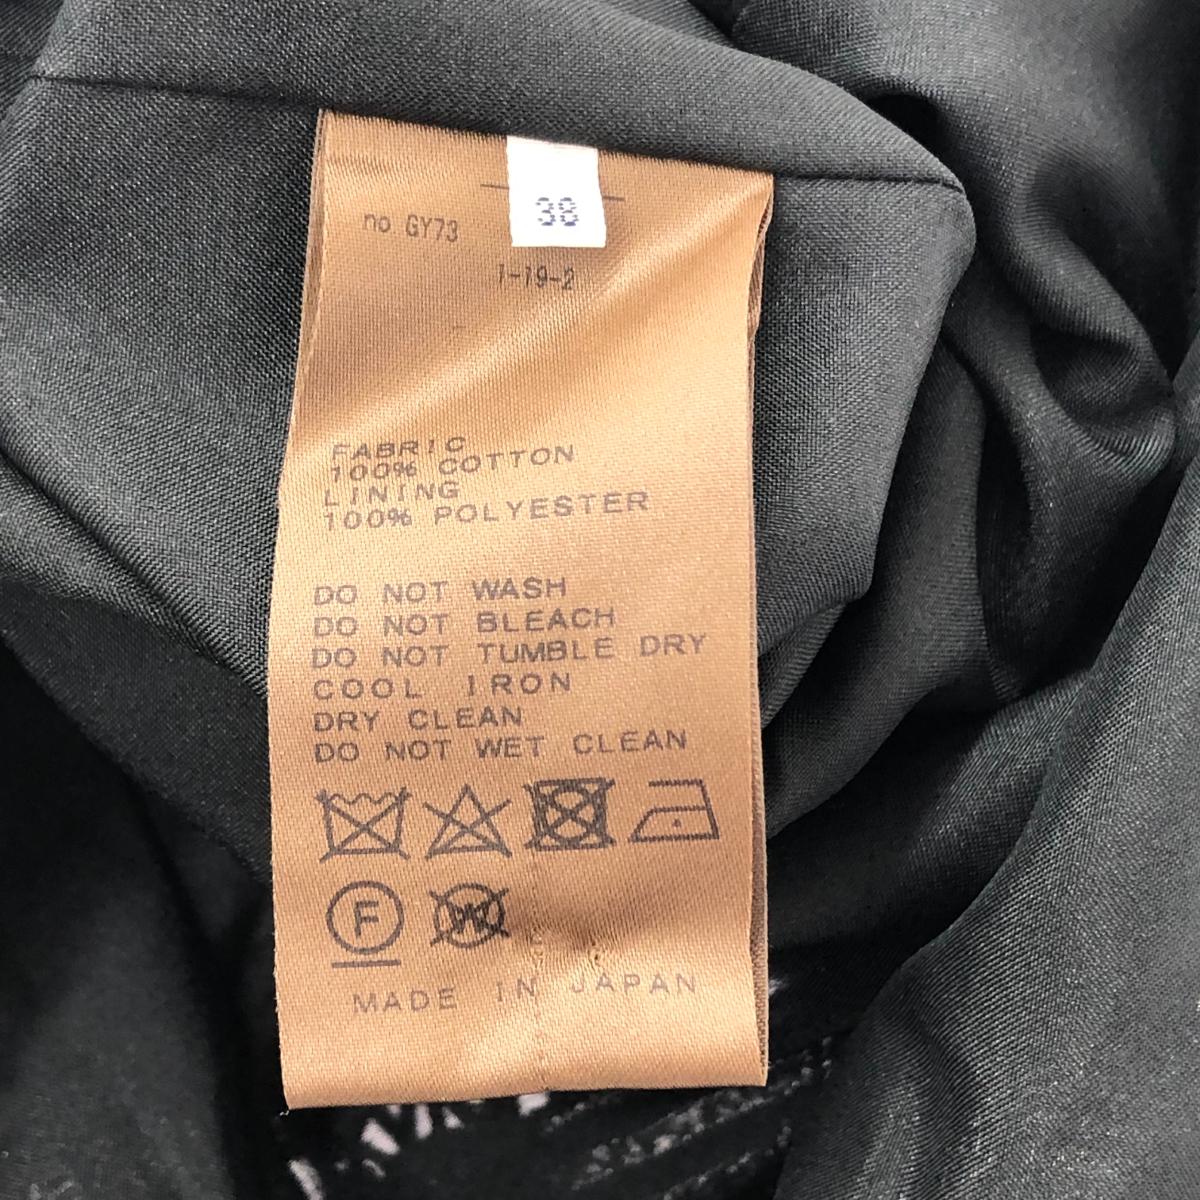 38
no GY73
1-19-2
FABRIC
100% COTTON
LINING
100% POLYESTER
DO NOT WASH
DO NOT BLEACH
DO NOT TUMBLE DRY
COOL IRON
DRY CLEAN
DO NOT WET CLEAN
F W
MADE IN JAPAN